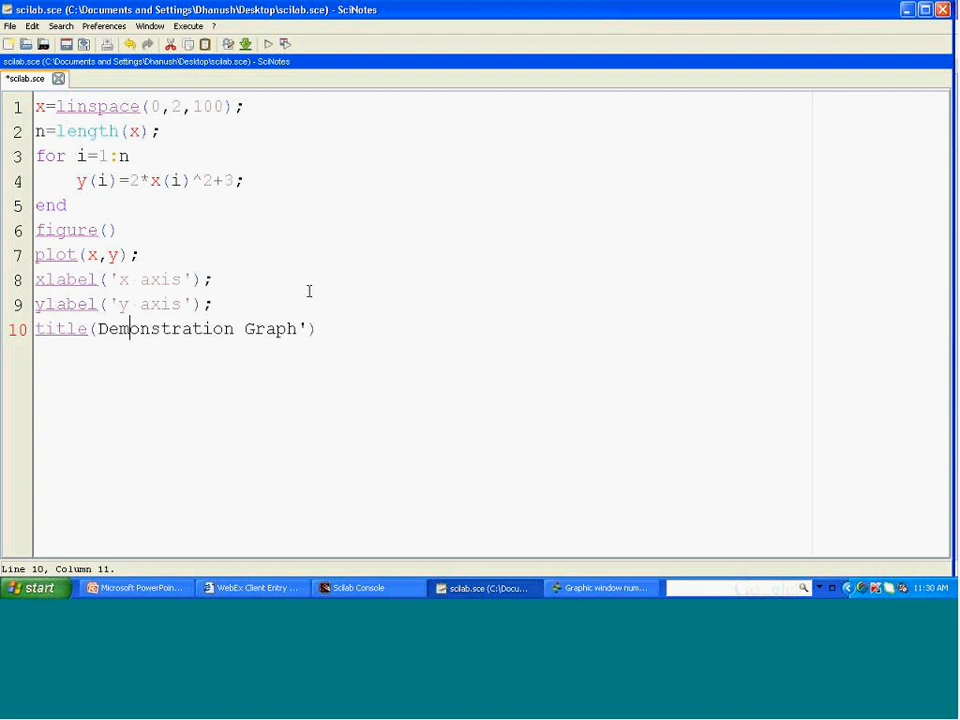 scilab.sce (C:\Documents and Settings\Dhanush\Desktop\scilab.sce) - SciNotes
File Edit Search Preferences Window Execute ?
scilab.sce (C:\Documents and Settings\Dhanush\Desktop\scilab.sce) - SciNotes
*scilab.sce
1 x=linspace(0,2,100);
2 n=length(x);
3 for i=1:n
4 y(i)=2*x(i)^2+3;
5 end
6 figure()
7 plot(x,y);
8 xlabel('x axis');
9 ylabel('y axis');
10 title(Demonstration Graph')
Line 10, Column 11.
start Microsoft PowerPoin... WebEx Client Entry ... Scilab Console scilab.sce (C:\Docu... Graphic window num... 11:30 AM